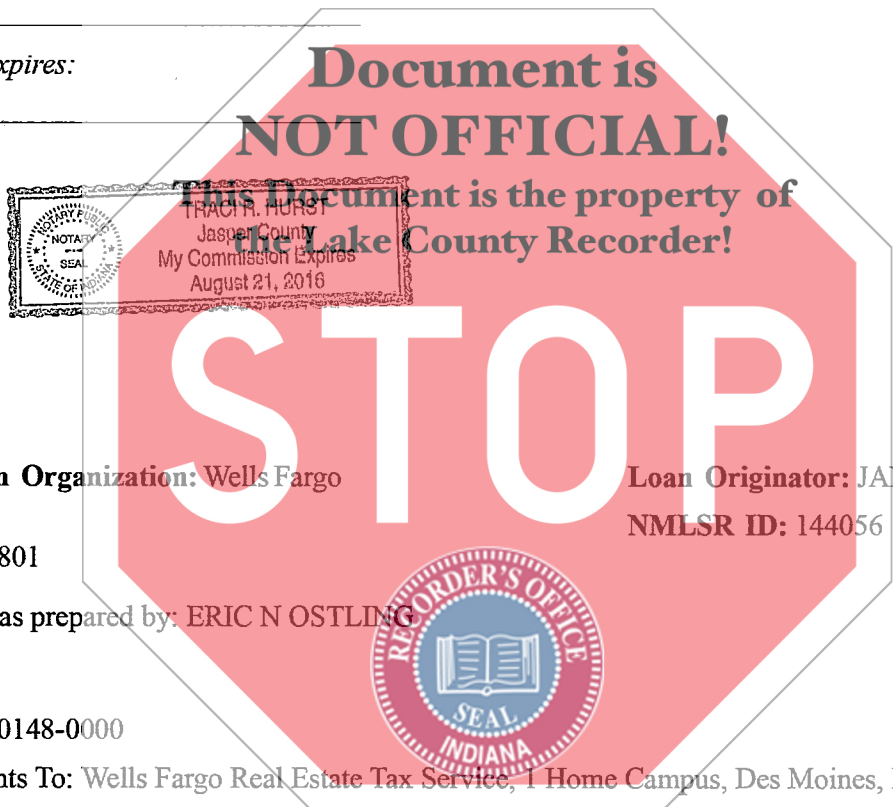 xpires:
Document is
NOT OFFICIAL!
This Document is the property of
the Lake County Recorder!
NOTARY PUBLIC
NOTARY
SEAL
STATE OF INDIANA
TRACI R. HURST
Jasper County
My Commission Expires
August 21, 2016
STOP
n Organization: Wells Fargo
Loan Originator: JA
NMLSR ID: 144056
801
as prepared by: ERIC N OSTLING
RECORDER'S OFFICE
SEAL
INDIANA
0148-0000
nts To: Wells Fargo Real Estate Tax Service, 1 Home Campus, Des Moines,